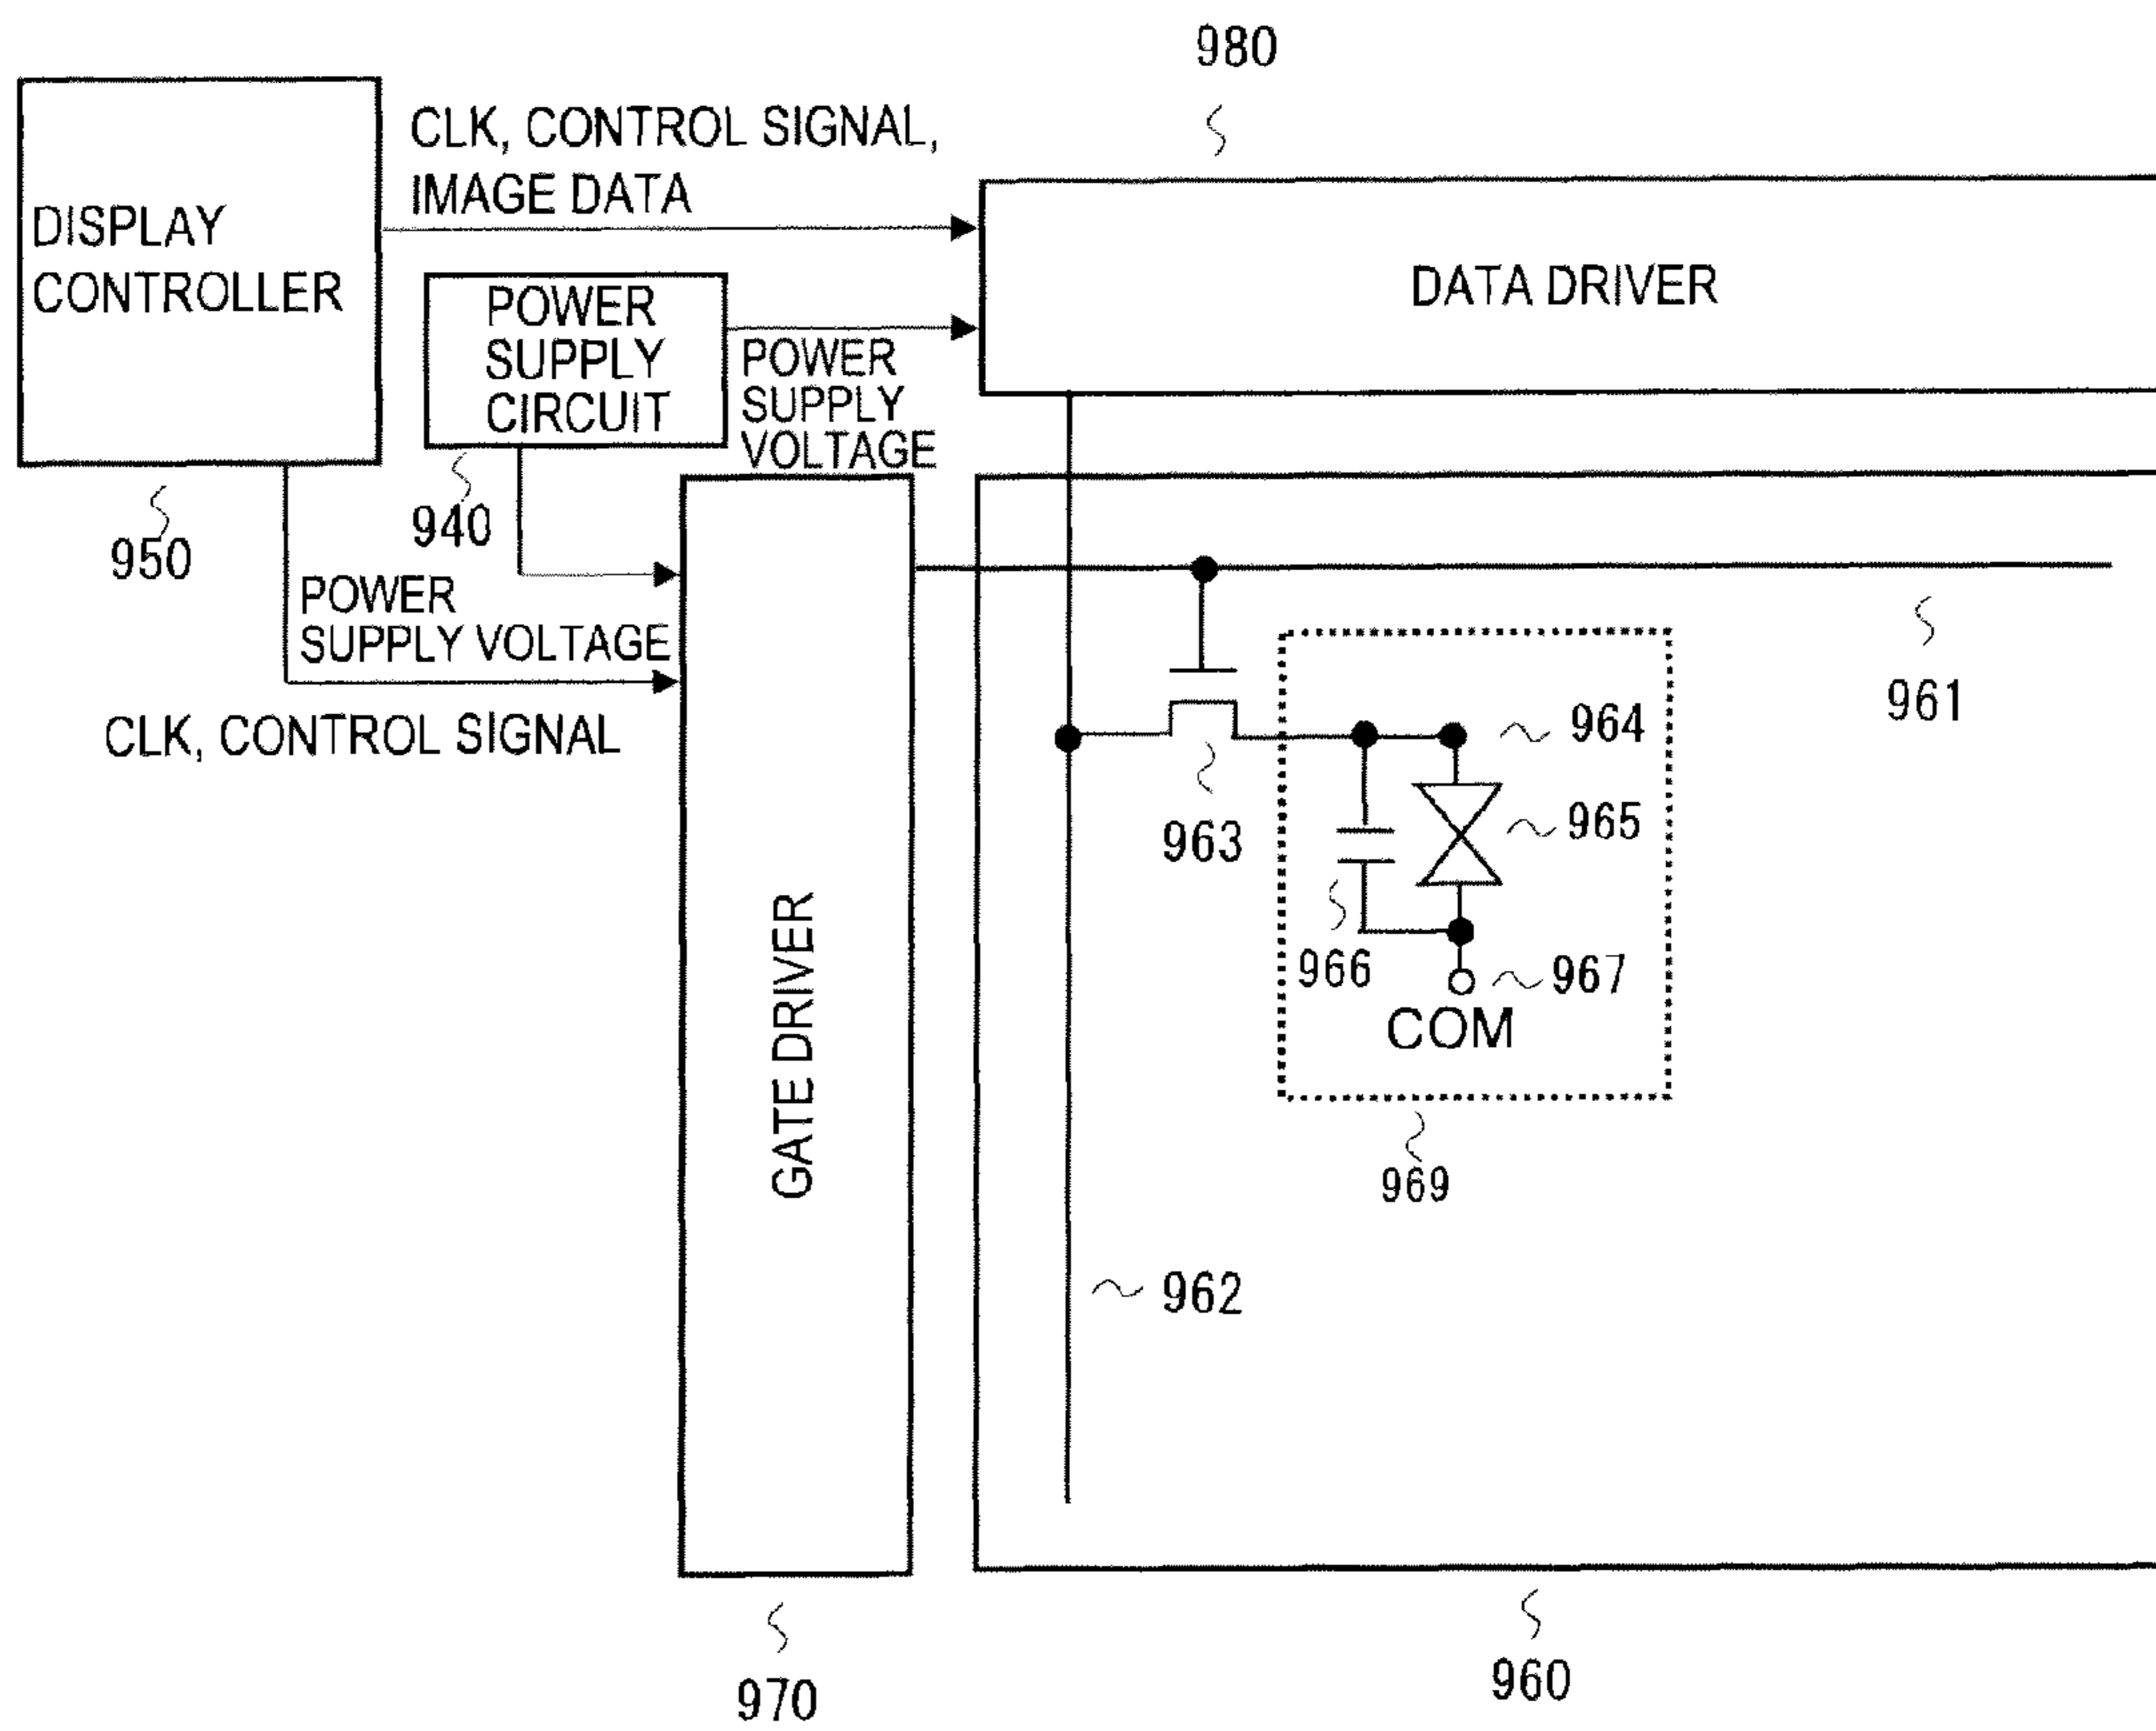 980
CLK, CONTROL SIGNAL,
IMAGE DATA
DISPLAY
CONTROLLER
POWER
SUPPLY
CIRCUIT
DATA DRIVER
POWER
SUPPLY
VOLTAGE
940
950
POWER
SUPPLY VOLTAGE
CLK, CONTROL SIGNAL
961
964
963
965
966
967
COM
GATE DRIVER
969
962
960
970